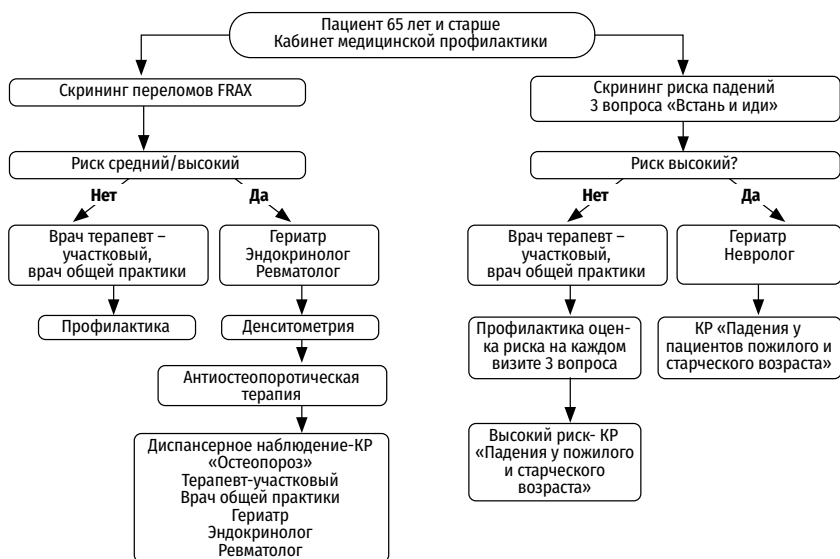 Пациент 65 лет и старше
Кабинет медицинской профилактики
Скрининг переломов FRAX
Скрининг риска падений
3 вопроса «Встань и иди»
Риск средний/высокий
Риск высокий?
Нет
Да
Нет
Да
Врач терапевт –
участковый,
врач общей практики
Гериатр
Эндокринолог
Ревматолог
Врач терапевт –
участковый,
врач общей практики
Гериатр
Невролог
Профилактика
Денситометрия
Профилактика оцен-
ка риска на каждом
визите 3 вопроса
КР «Падения у
пациентов пожилого и
старческого возраста»
Антиостеопоротическая
терапия
Диспансерное наблюдение-КР
«Остеопороз»
Терапевт-участковый
Врач общей практики
Гериатр
Эндокринолог
Ревматолог
Высокий риск- КР
«Падения у пожилого
и старческого
возраста»